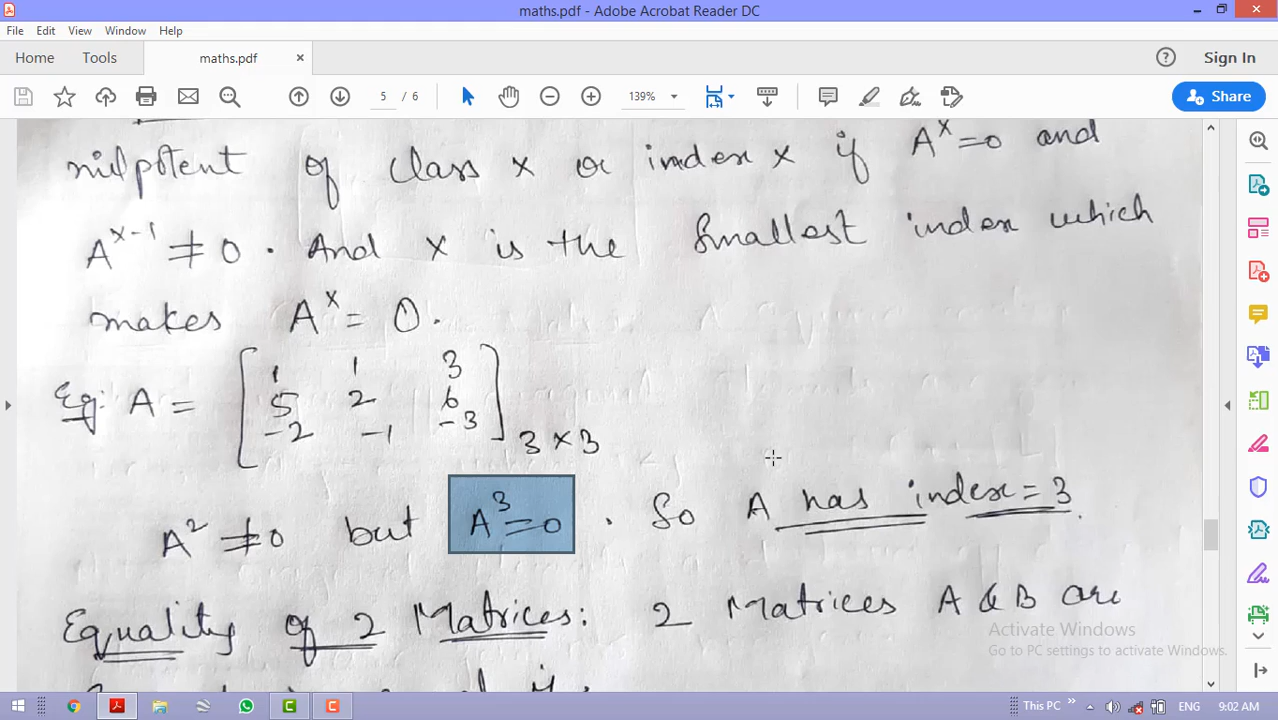 maths.pdf - Adobe Acrobat Reader DC
File Edit View Window Help
Home Tools maths.pdf × ? Sign In
5 / 6 139% Share
nilpotent of class x or index x if A^x = 0 and
A^x-1 ≠ 0 . And x is the smallest index which
makes A^x = 0.
Eg: A = [ 1 1 3
5 2 6
-2 -1 -3 ] 3 × 3
A^2 ≠ 0 but A^3 = 0 . So A has index = 3.
Equality of 2 Matrices: 2 Matrices A & B are
Activate Windows
Go to PC settings to activate Windows.
This PC » ENG 9:02 AM